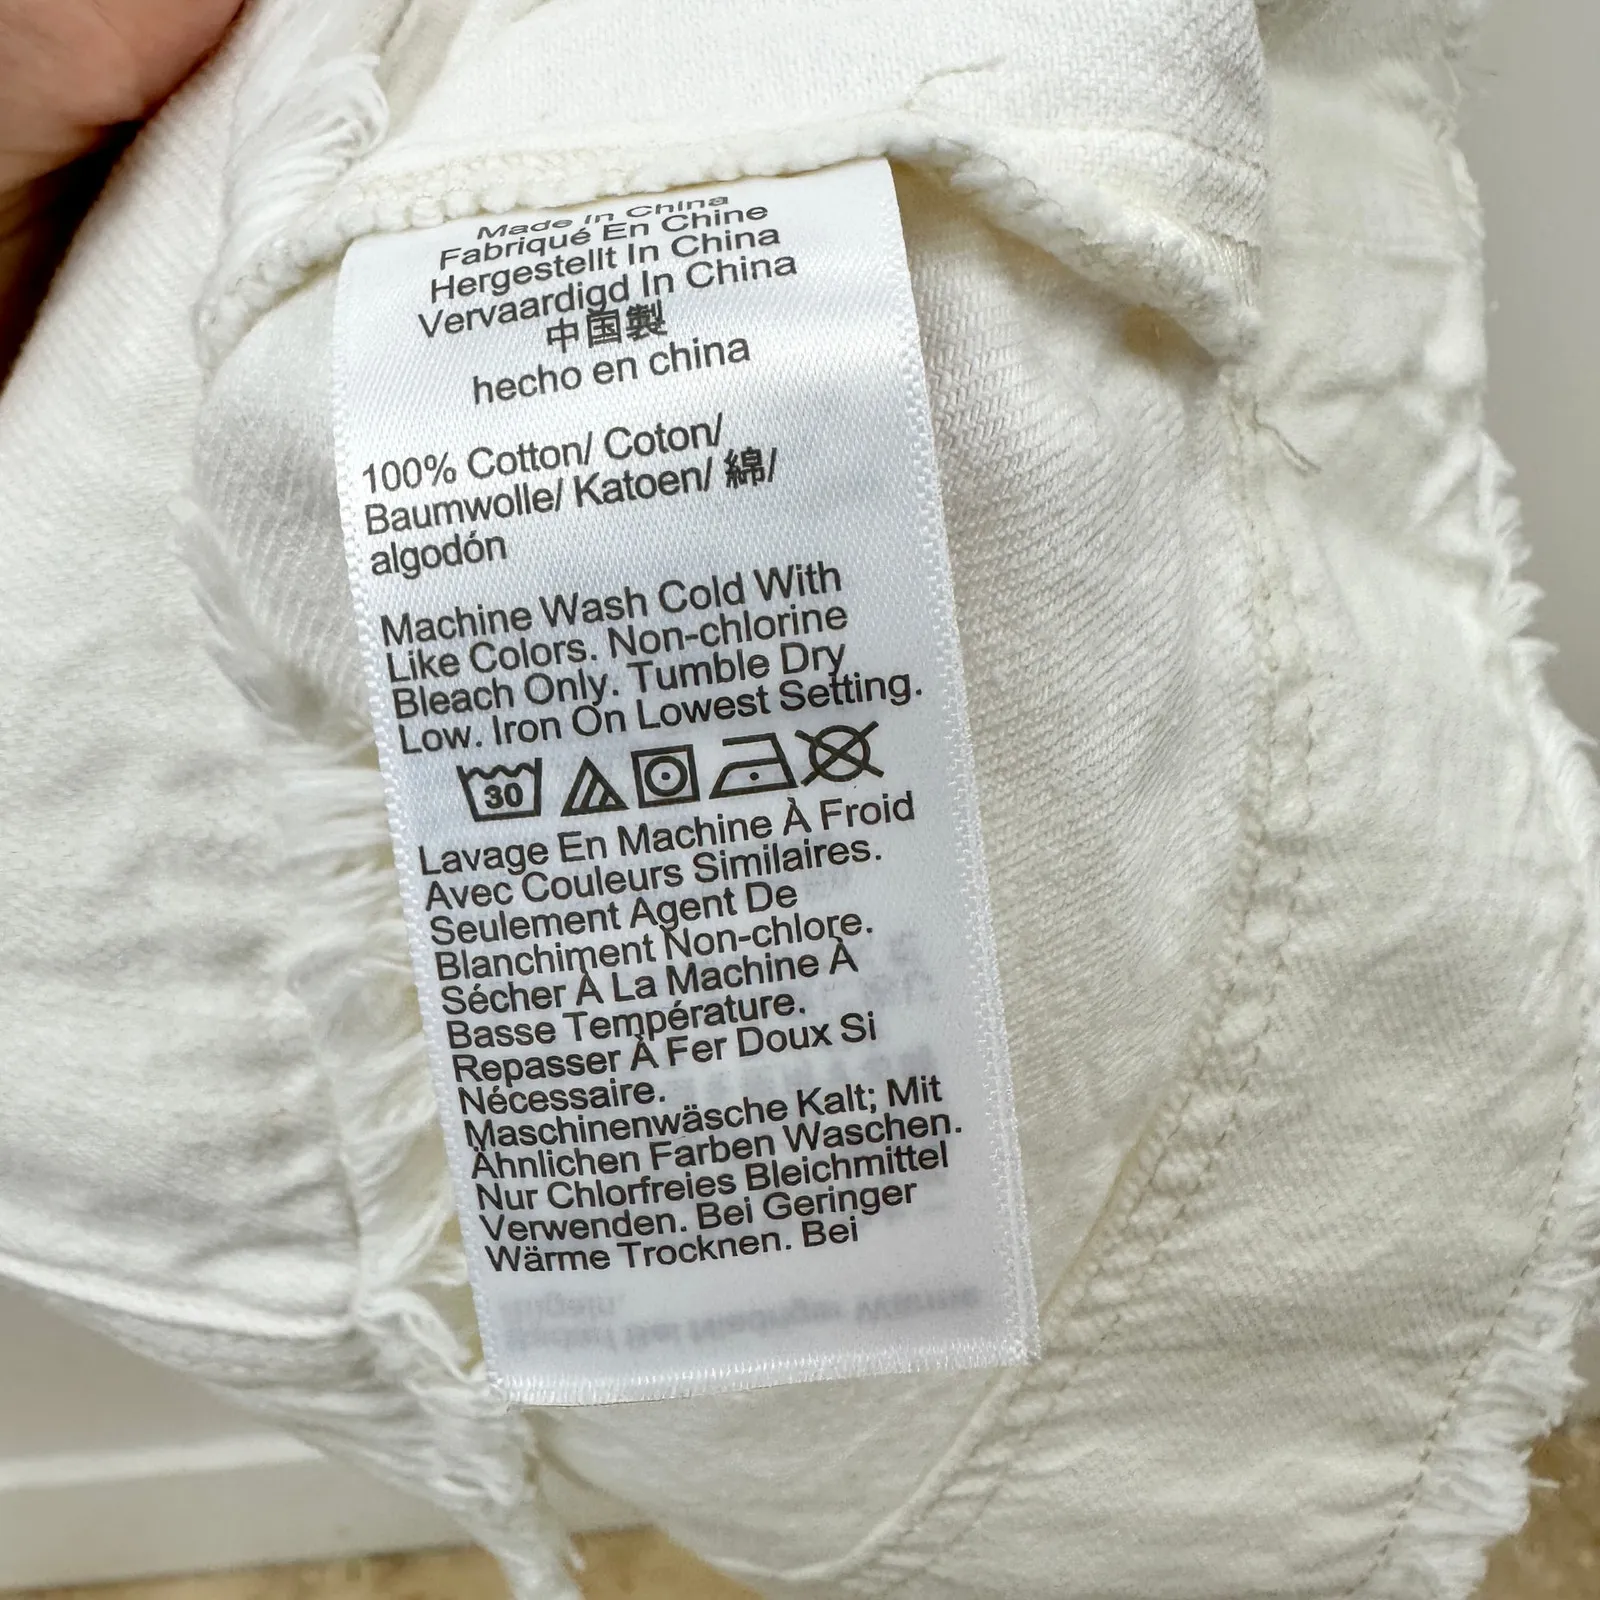 Made In China
Fabriqué En Chine
Hergestellt In China
Vervaardigd In China
中国製
hecho en china
100% Cotton/ Coton/
Baumwolle/ Katoen/ 綿/
algodón
Machine Wash Cold With
Like Colors. Non-chlorine
Bleach Only. Tumble Dry
Low. Iron On Lowest Setting.
30
Lavage En Machine À Froid
Avec Couleurs Similaires.
Seulement Agent De
Blanchiment Non-chlore.
Sécher À La Machine À
Basse Température.
Repasser À Fer Doux Si
Nécessaire.
Maschinenwäsche Kalt; Mit
Ähnlichen Farben Waschen.
Nur Chlorfreies Bleichmittel
Verwenden. Bei Geringer
Wärme Trocknen. Bei